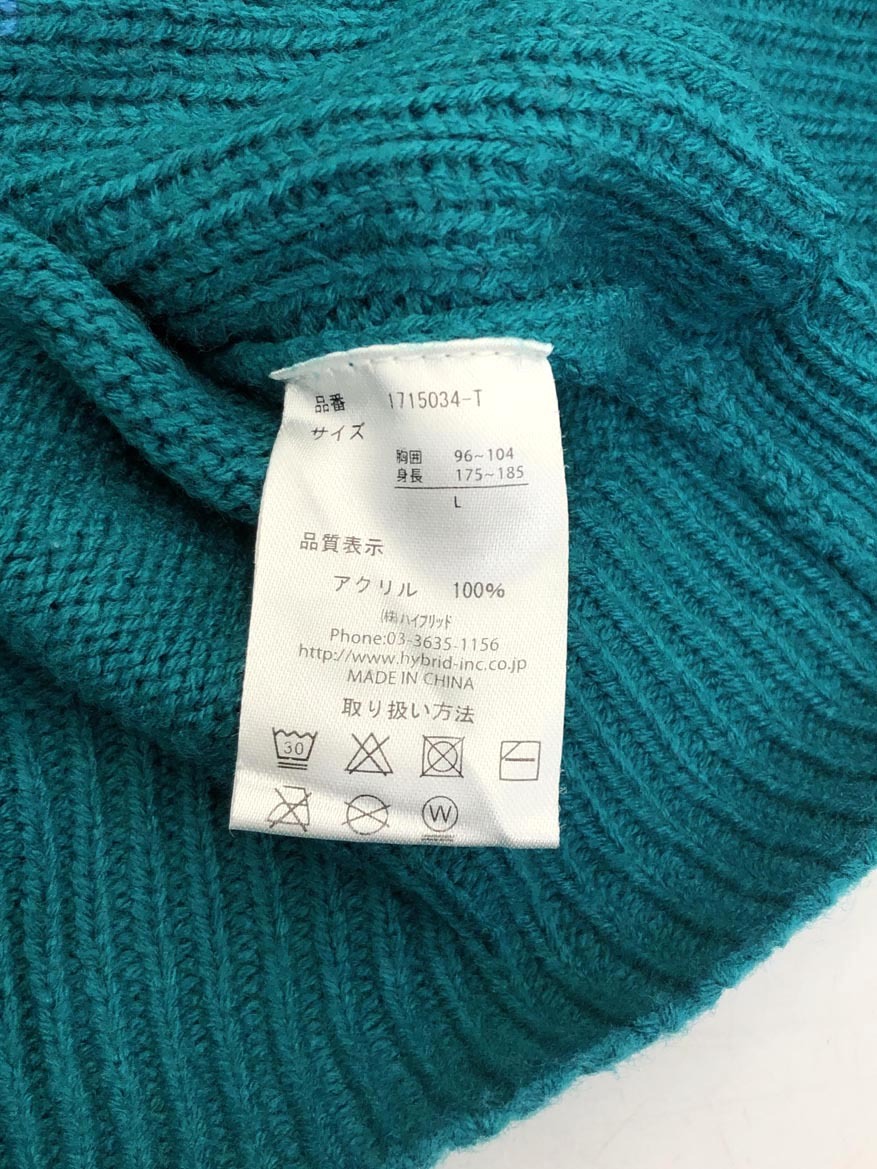 品番 1715034-T
サイズ
胸囲 96~104
身長 175~185
L
品質表示
アクリル 100%
(株)ハイブリッド
Phone:03-3635-1156
http://www.hybrid-inc.co.jp
MADE IN CHINA
取り扱い方法
30
W